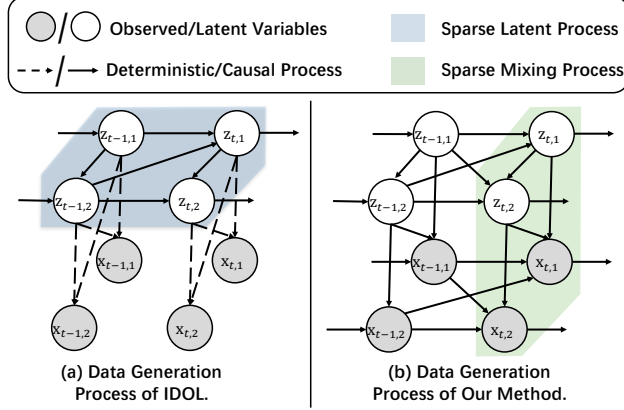 Observed/Latent Variables
Sparse Latent Process
Deterministic/Causal Process
Sparse Mixing Process
z_{t-1,1}
z_{t,1}
z_{t-1,2}
z_{t,2}
x_{t-1,1}
x_{t,1}
x_{t-1,2}
x_{t,2}
(a) Data Generation
Process of IDOL.
z_{t-1,1}
z_{t,1}
z_{t-1,2}
z_{t,2}
x_{t-1,1}
x_{t,1}
x_{t-1,2}
x_{t,2}
(b) Data Generation
Process of Our Method.